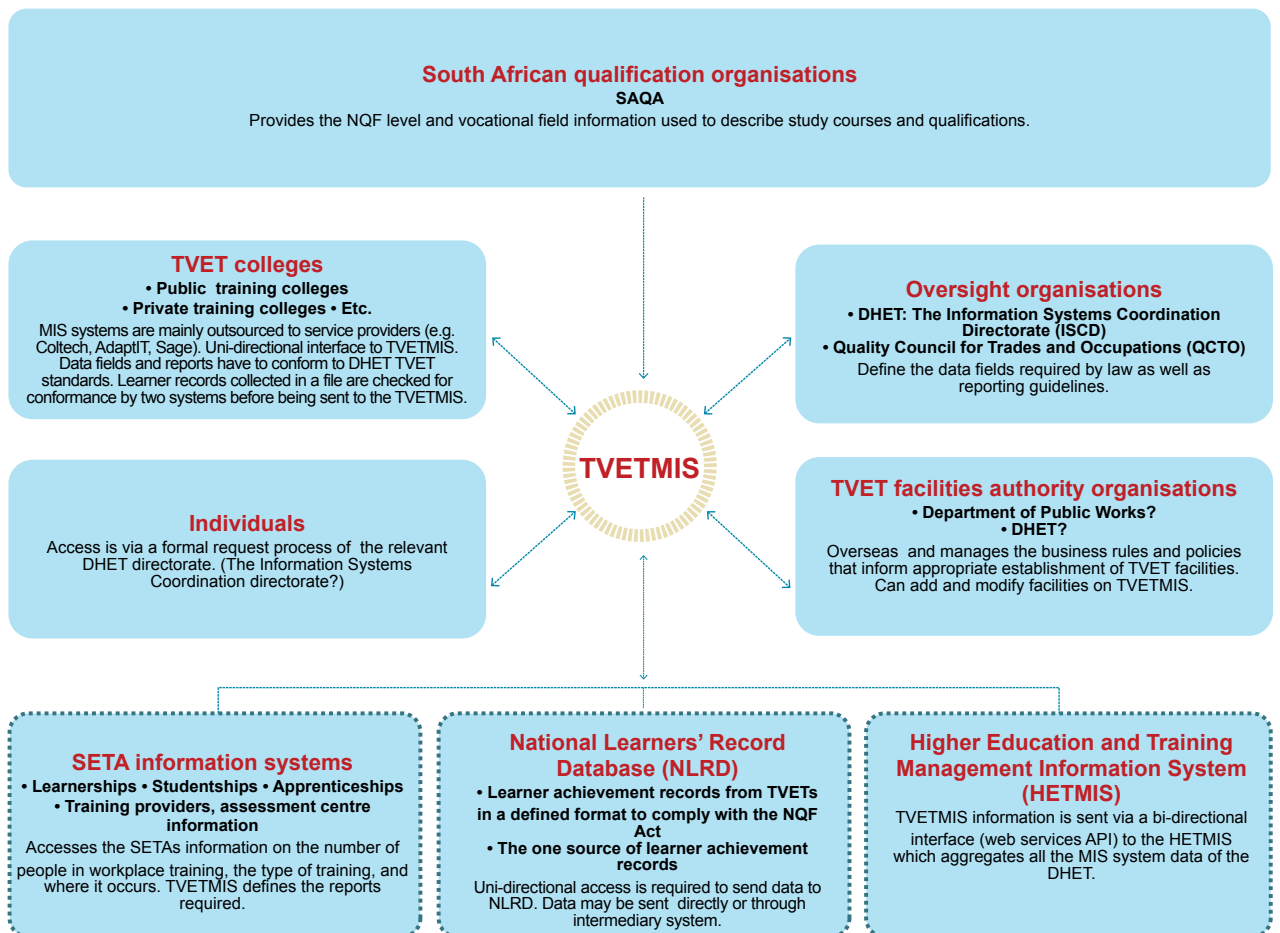 South African qualification organisations
SAQA
Provides the NQF level and vocational field information used to describe study courses and qualifications.
TVET colleges
• Public  training colleges
• Private training colleges • Etc.
MIS systems are mainly outsourced to service providers (e.g.
Coltech, AdaptIT, Sage). Uni-directional interface to TVETMIS.
Data fields and reports have to conform to DHET TVET
standards. Learner records collected in a file are checked for
conformance by two systems before being sent to the TVETMIS.
Oversight organisations
• DHET: The Information Systems Coordination
Directorate (ISCD)
• Quality Council for Trades and Occupations (QCTO)
Define the data fields required by law as well as
reporting guidelines.
TVETMIS
Individuals
Access is via a formal request process of  the relevant
DHET directorate. (The Information Systems
Coordination directorate?)
TVET facilities authority organisations
• Department of Public Works?
• DHET?
Overseas  and manages the business rules and policies
that inform appropriate establishment of TVET facilities.
Can add and modify facilities on TVETMIS.
SETA information systems
• Learnerships • Studentships • Apprenticeships
• Training providers, assessment centre
information
Accesses the SETAs information on the number of
people in workplace training, the type of training, and
where it occurs. TVETMIS defines the reports
required.
National Learners’ Record
Database (NLRD)
• Learner achievement records from TVETs
in a defined format to comply with the NQF
Act
• The one source of learner achievement
records
Uni-directional access is required to send data to
NLRD. Data may be sent  directly or through
intermediary system.
Higher Education and Training
Management Information System
(HETMIS)
TVETMIS information is sent via a bi-directional
interface (web services API) to the HETMIS
which aggregates all the MIS system data of the
DHET.